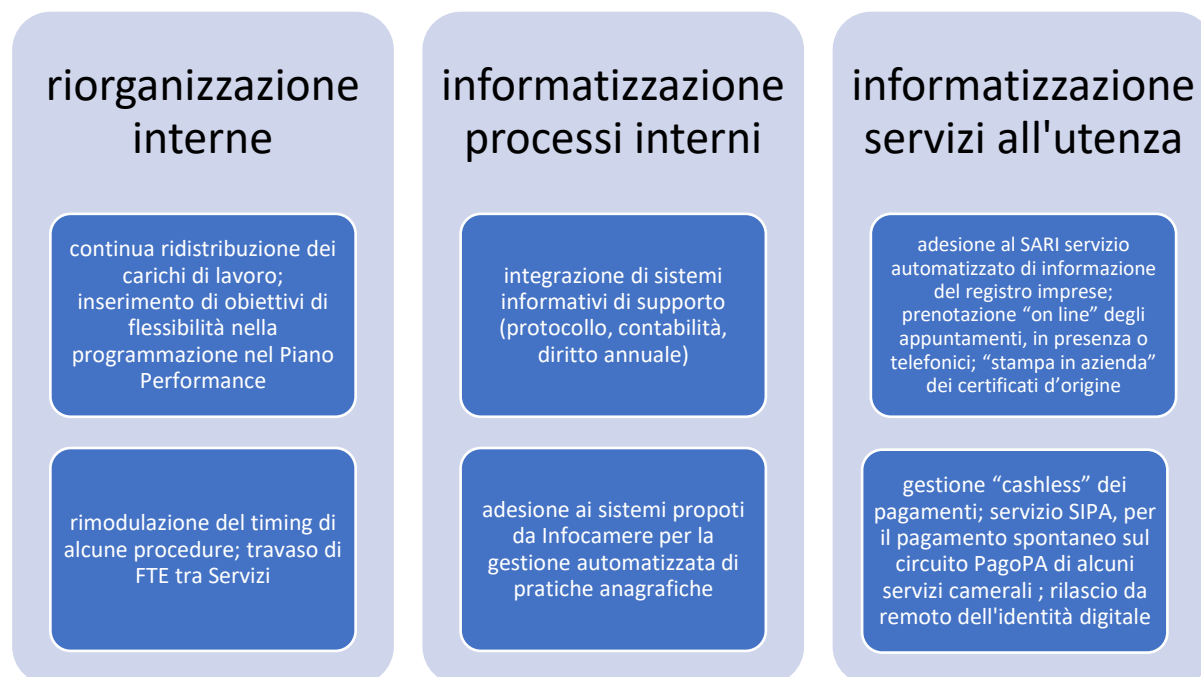 riorganizzazione
interne
continua ridistribuzione dei
carichi di lavoro;
inserimento di obiettivi di
flessibilità nella
programmazione nel Piano
Performance
rimodulazione del timing di
alcune procedure; travaso di
FTE tra Servizi
informatizzazione
processi interni
integrazione di sistemi
informativi di supporto
(protocollo, contabilità,
diritto annuale)
adesione ai sistemi propoti
da Infocamere per la
gestione automatizzata di
pratiche anagrafiche
informatizzazione
servizi all'utenza
adesione al SARI servizio
automatizzato di informazione
del registro imprese;
prenotazione “on line” degli
appuntamenti, in presenza o
telefonici; “stampa in azienda”
dei certificati d’origine
gestione “cashless” dei
pagamenti; servizio SIPA, per
il pagamento spontaneo sul
circuito PagoPA di alcuni
servizi camerali ; rilascio da
remoto dell'identità digitale